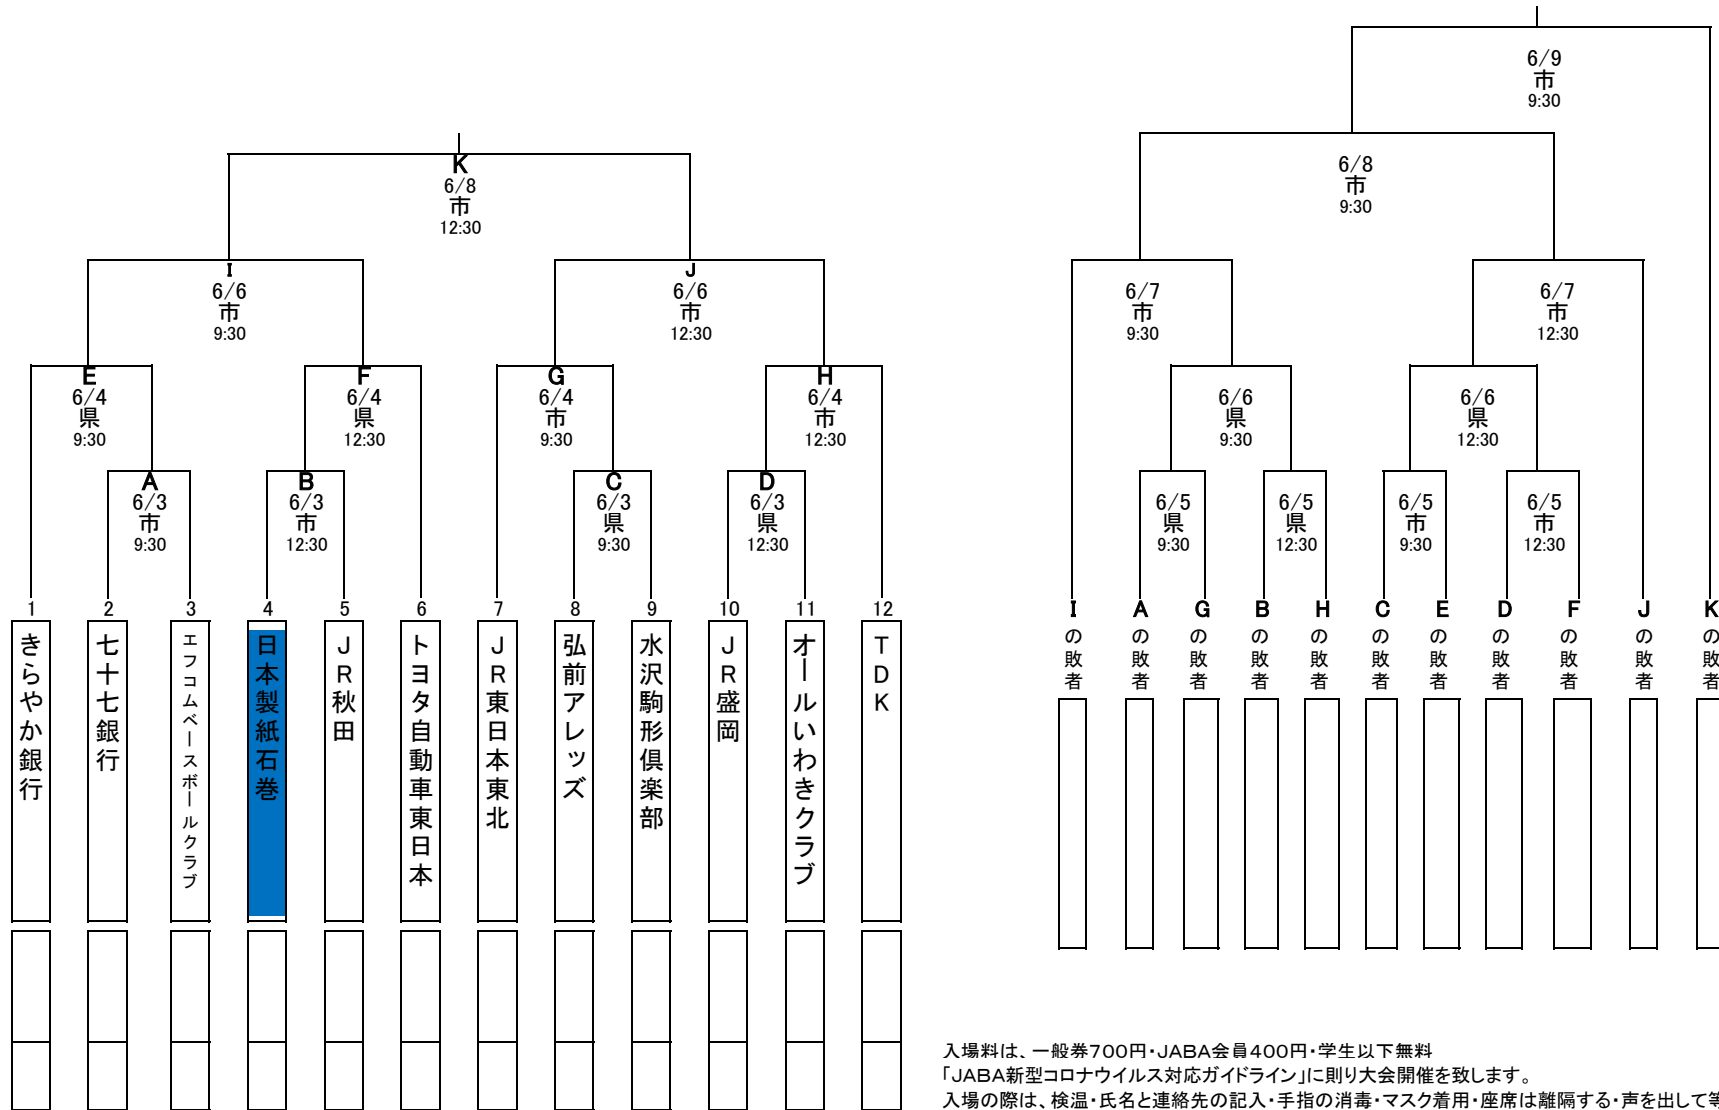 6/9
市
9:30
K
6/8
市
12:30
6/8
市
9:30
I
6/6
市
9:30
J
6/6
市
12:30
6/7
市
9:30
6/7
市
12:30
E
6/4
県
9:30
F
6/4
県
12:30
G
6/4
市
9:30
H
6/4
市
12:30
6/6
県
9:30
6/6
県
12:30
A
6/3
市
9:30
B
6/3
市
12:30
C
6/3
県
9:30
D
6/3
県
12:30
6/5
県
9:30
6/5
県
12:30
6/5
市
9:30
6/5
市
12:30
1
きらやか銀行
2
七十七銀行
3
エフコムベースボールクラブ
4
日本製紙石巻
5
JR秋田
6
トヨタ自動車東日本
7
JR東日本東北
8
弘前アレッズ
9
水沢駒形倶楽部
10
JR盛岡
11
オールいわきクラブ
12
TDK
Iの敗者
Aの敗者
Gの敗者
Bの敗者
Hの敗者
Cの敗者
Eの敗者
Dの敗者
Fの敗者
Jの敗者
Kの敗者
入場料は、一般券700円・JABA会員400円・学生以下無料
「JABA新型コロナウイルス対応ガイドライン」に則り大会開催を致します。
入場の際は、検温・氏名と連絡先の記入・手指の消毒・マスク着用・座席は離隔する・声を出して等